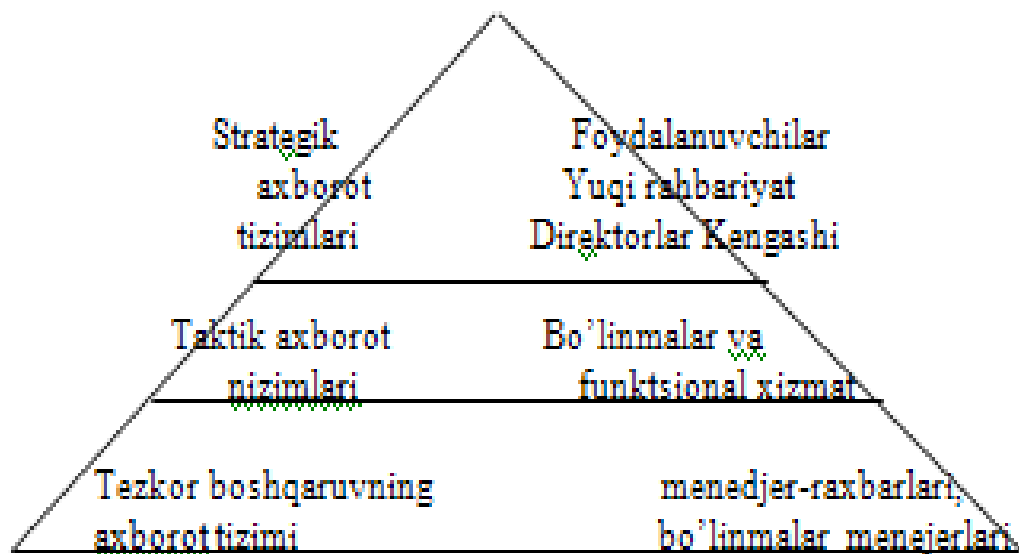 Strategik
axborot
tizimlari
Foydalanuvchilar
Yuqi rahbariyat
Direktorlar Kengashi
Taktik axborot
nizimlari
Bo’linmalar va
funktsional xizmat
Tezkor boshqaruvning
axborot tizimi
menedjer-raxbarlari,
bo’linmalar menejerlari